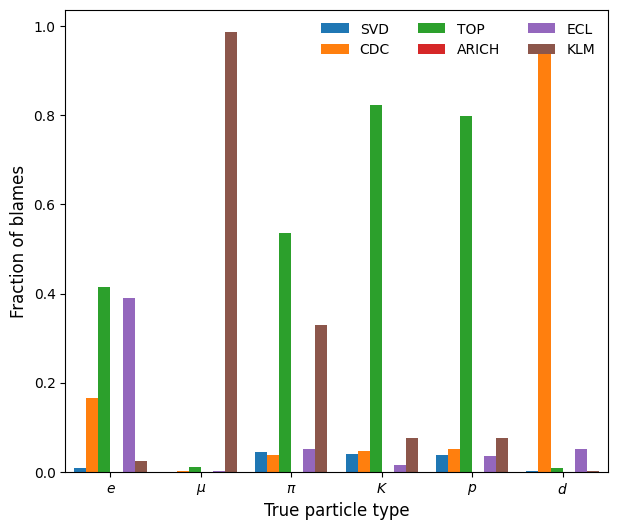 Fraction of blames
1.0
0.8
0.6
0.4
0.2
0.0
SVD TOP ECL
CDC ARICH KLM
e μ π K p d
True particle type